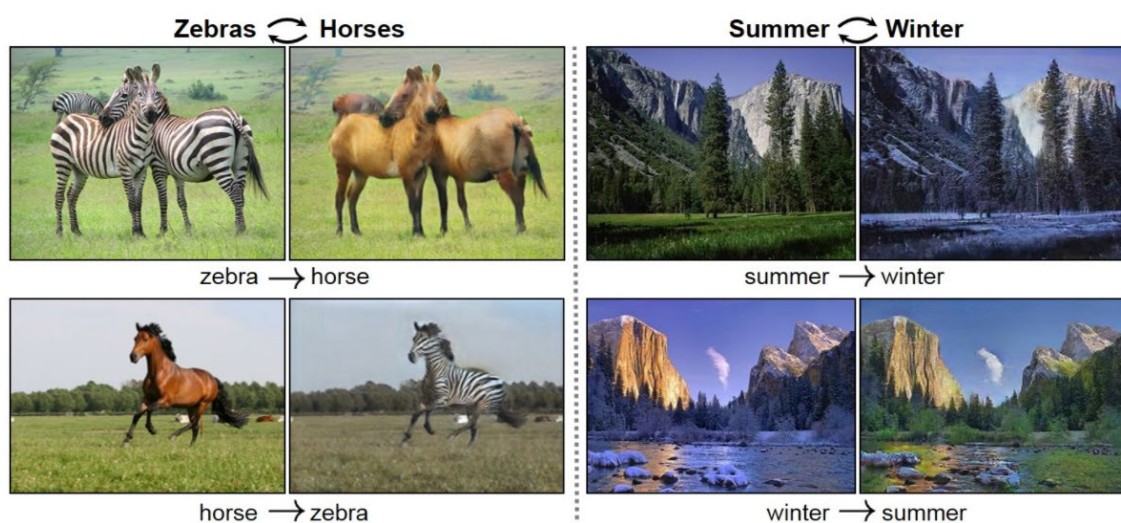 Zebras Horses
zebra → horse
horse → zebra
Summer Winter
summer → winter
winter → summer